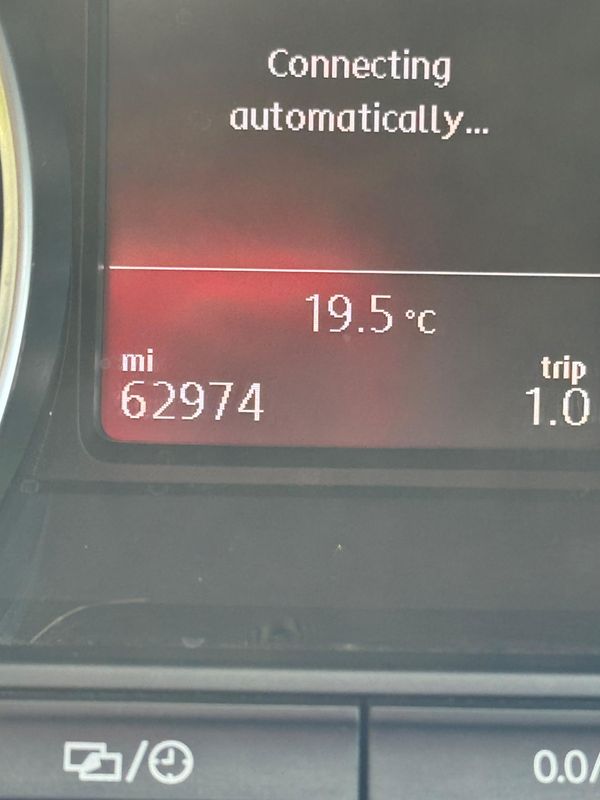 Connecting
automatically...
19.5 °C
mi
trip
62974
1.0
0.0/